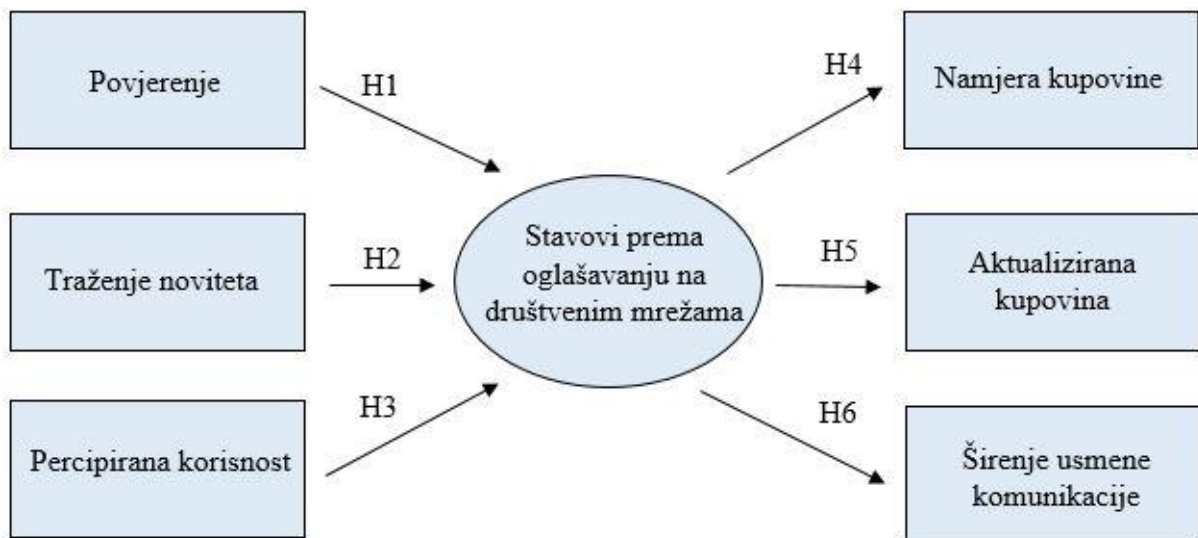 Povjerenje
H1
Traženje noviteta
H2
Percipirana korisnost
H3
Stavovi prema
oglašavanju na
društvenim mrežama
H4
Namjera kupovine
H5
Aktualizirana
kupovina
H6
Širenje usmene
komunikacije